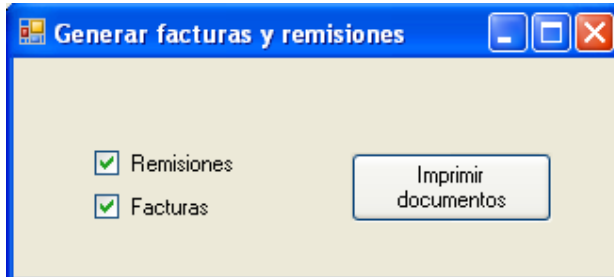 Generar facturas y remisiones
Remisiones
Facturas
Imprimir
documentos